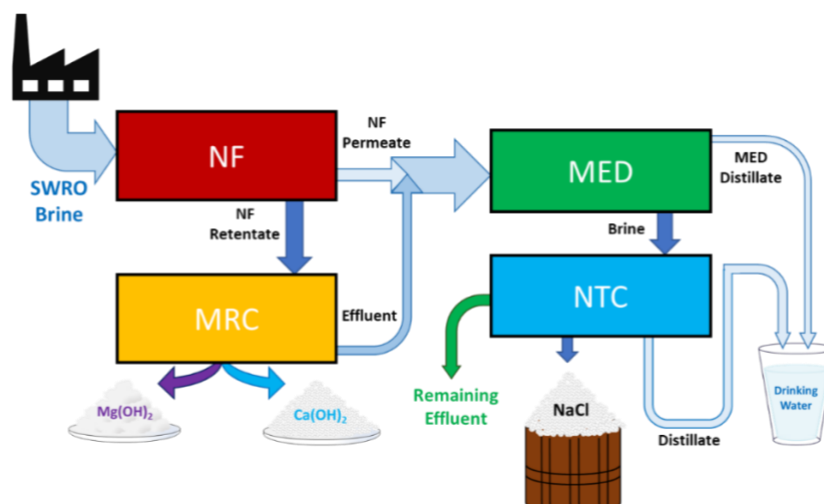 SWRO
Brine
NF
NF
Permeate
NF
Retentate
MRC
Effluent
Mg(OH)₂
Ca(OH)₂
MED
MED
Distillate
Brine
NTC
Remaining
Effluent
NaCl
Distillate
Drinking
Water